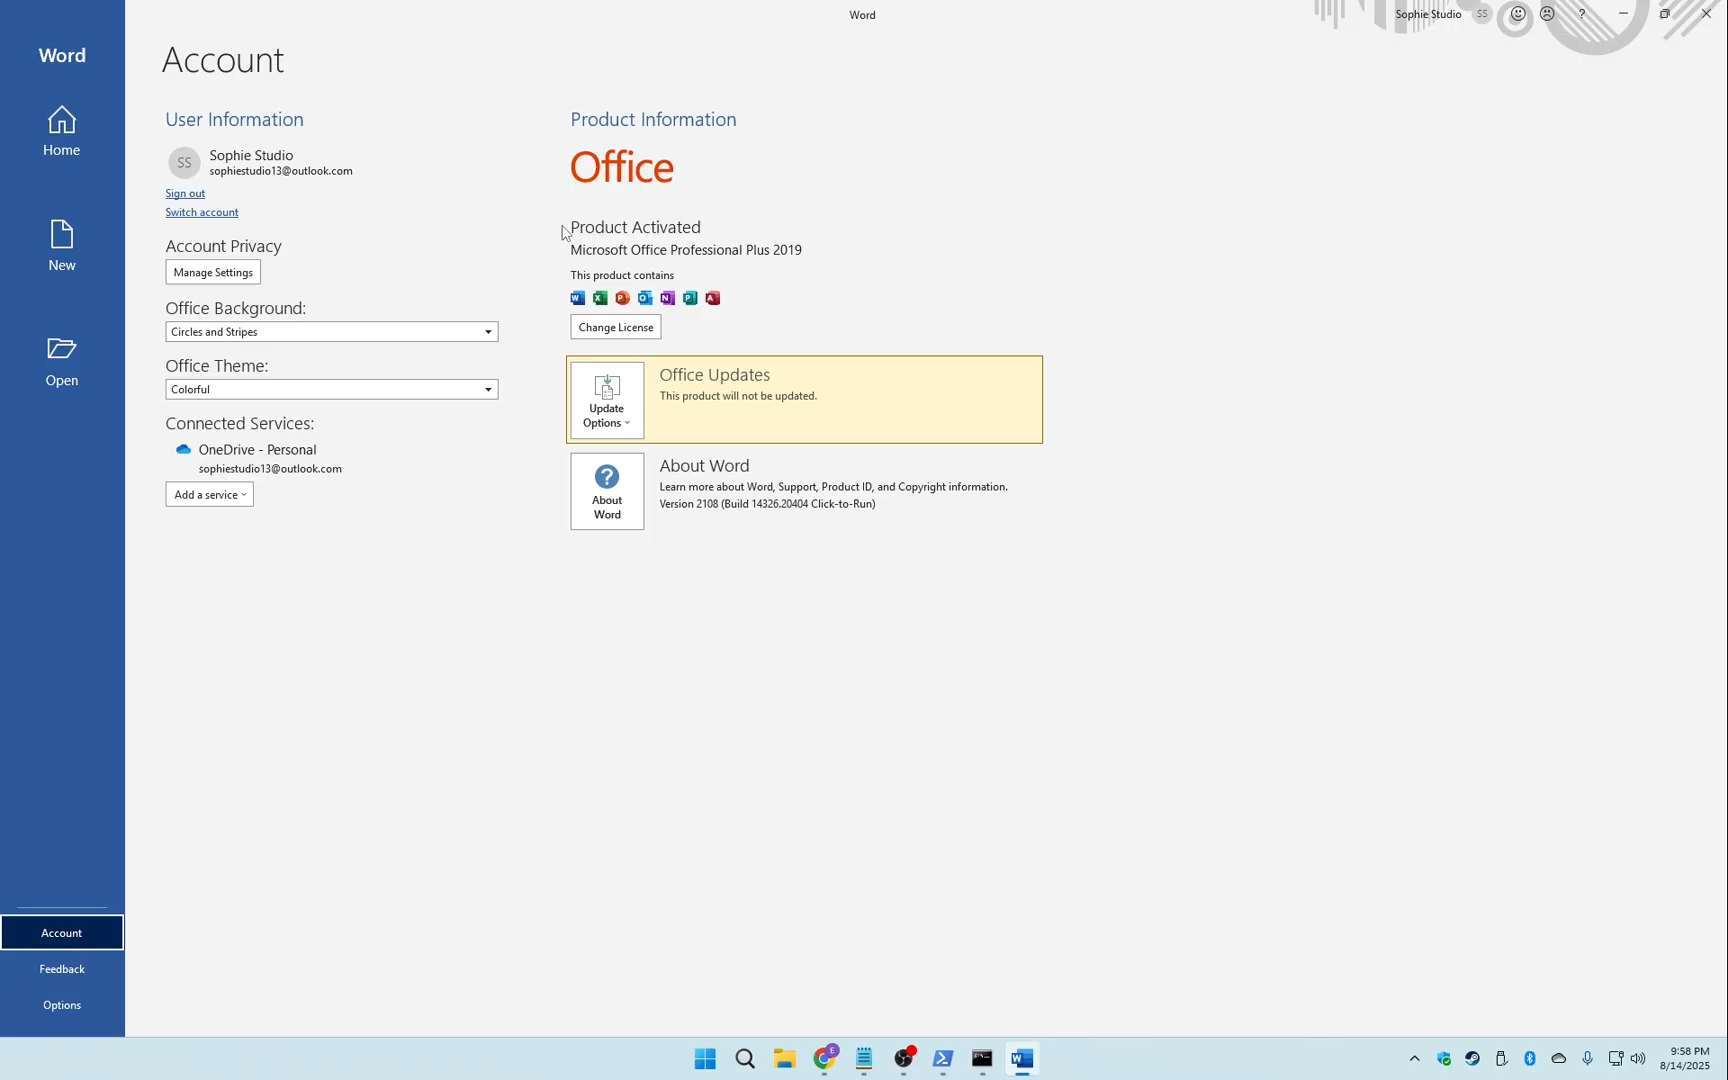 Word
Sophie Studio SS ?
Word
Home
New
Open
Account
Feedback
Options
Account
User Information
SS
Sophie Studio
sophiestudio13@outlook.com
Sign out
Switch account
Account Privacy
Manage Settings
Office Background:
Circles and Stripes
Office Theme:
Colorful
Connected Services:
OneDrive - Personal
sophiestudio13@outlook.com
Add a service
Product Information
Office
Product Activated
Microsoft Office Professional Plus 2019
This product contains
W X P O N P A
Change License
Update
Options
Office Updates
This product will not be updated.
?
About
Word
About Word
Learn more about Word, Support, Product ID, and Copyright information.
Version 2108 (Build 14326.20404 Click-to-Run)
E
W
9:58 PM
8/14/2025